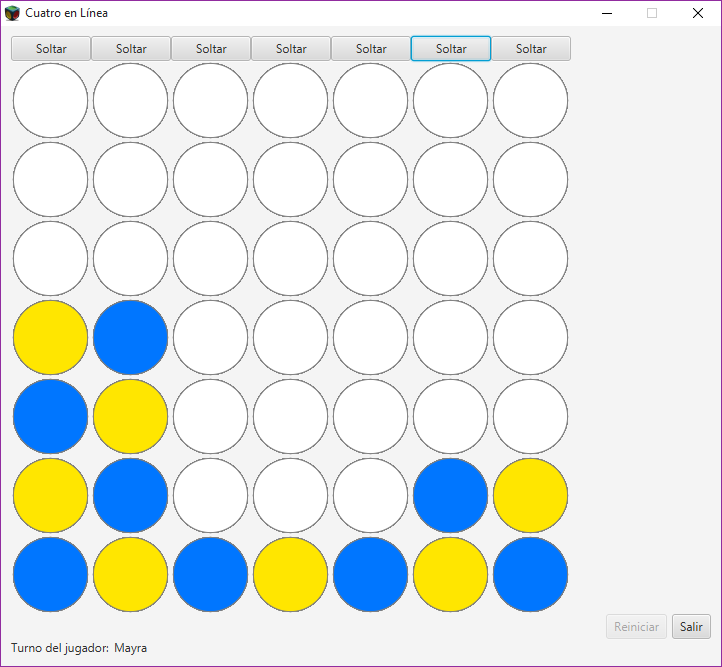 Cuatro en Línea
Soltar Soltar Soltar Soltar Soltar Soltar Soltar
Reiniciar Salir
Turno del jugador: Mayra